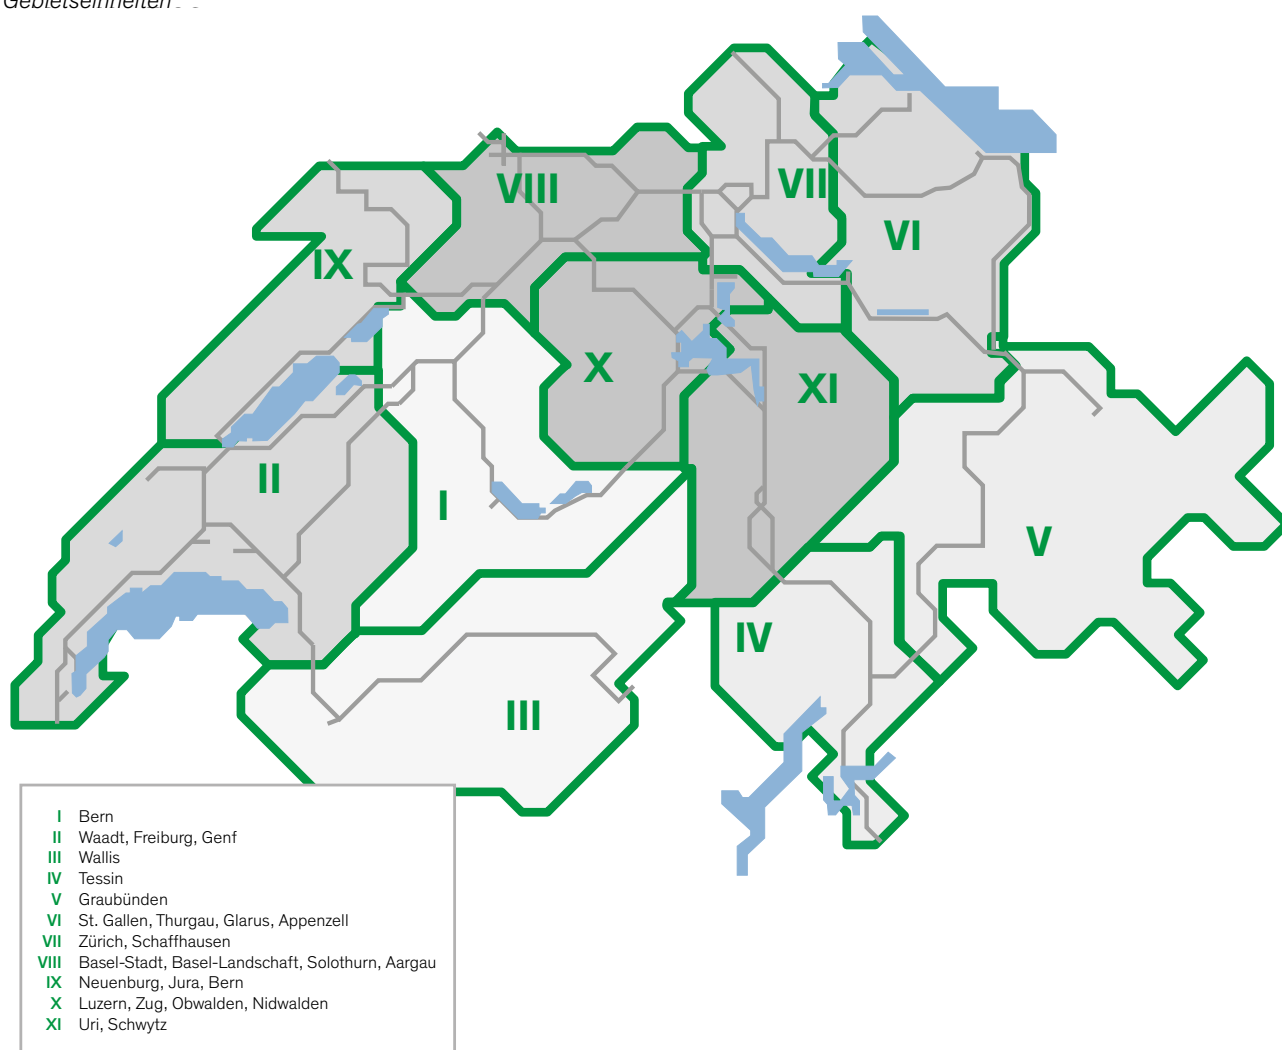 Gebietseinheiten
VIII
VII
VI
IX
X
XI
II
I
V
IV
III
I Bern
II Waadt, Freiburg, Genf
III Wallis
IV Tessin
V Graubünden
VI St. Gallen, Thurgau, Glarus, Appenzell
VII Zürich, Schaffhausen
VIII Basel-Stadt, Basel-Landschaft, Solothurn, Aargau
IX Neuenburg, Jura, Bern
X Luzern, Zug, Obwalden, Nidwalden
XI Uri, Schwytz